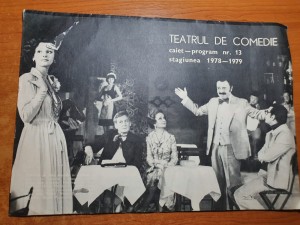 TEATRUL DE COMEDIE
caiet — program nr. 13
stagiunea 1978—1979